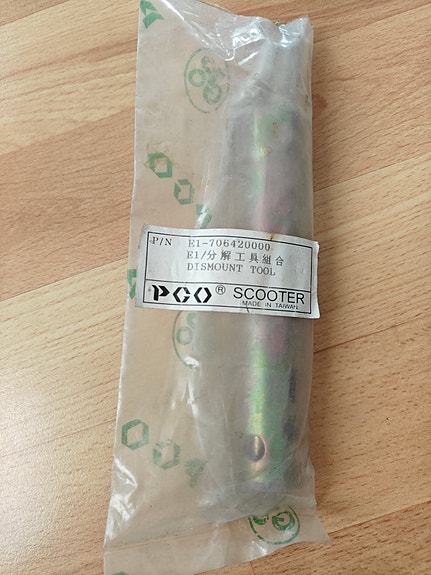 P/N E1-706420000
E1/分解工具組合
DISMOUNT TOOL
PGO® SCOOTER
MADE IN TAIWAN